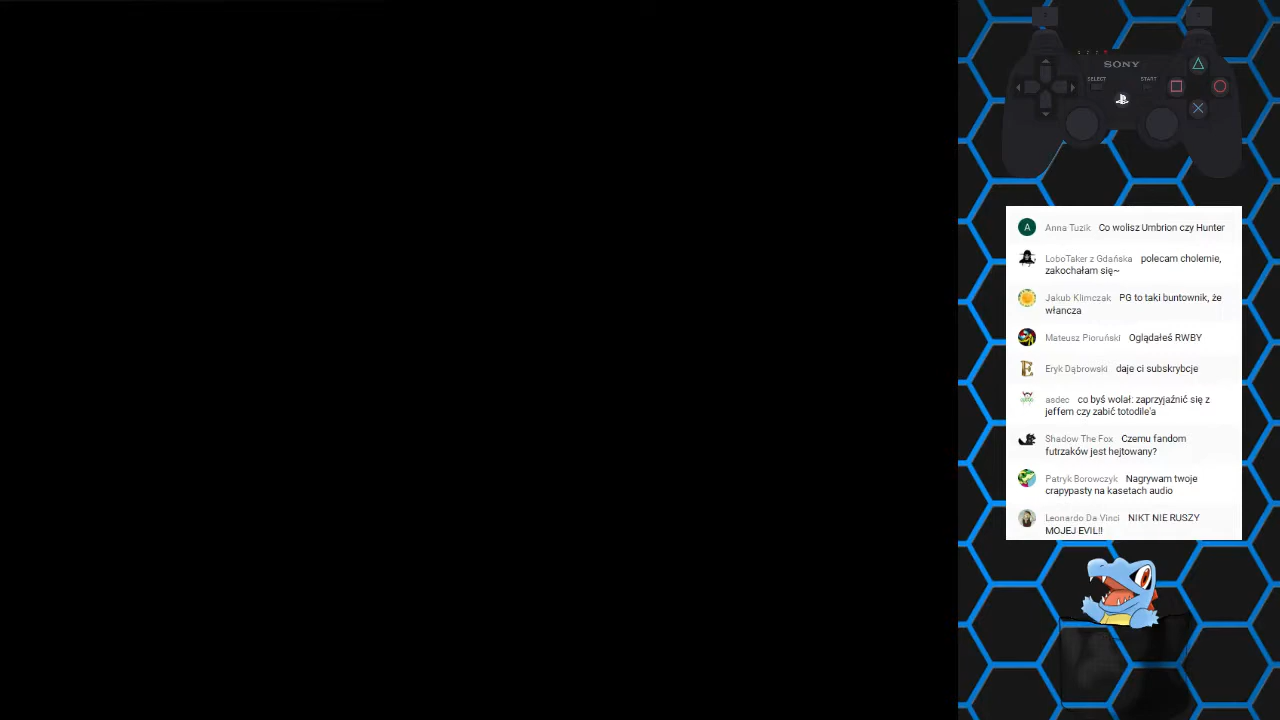 SONY
SELECT
START
A
Anna Tuzik Co wolisz Umbrion czy Hunter
LoboTaker z Gdańska polecam cholernie,
zakochałam się~
Jakub Klimczak PG to taki buntownik, że
włancza
Mateusz Pioruński Oglądałeś RWBY
E
Eryk Dąbrowski daje ci subskrybcje
asdec co byś wolał: zaprzyjaźnić się z
jeffem czy zabić totodile'a
Shadow The Fox Czemu fandom
futrzaków jest hejtowany?
Patryk Borowczyk Nagrywam twoje
crapypasty na kasetach audio
Leonardo Da Vinci NIKT NIE RUSZY
MOJEJ EVIL!!